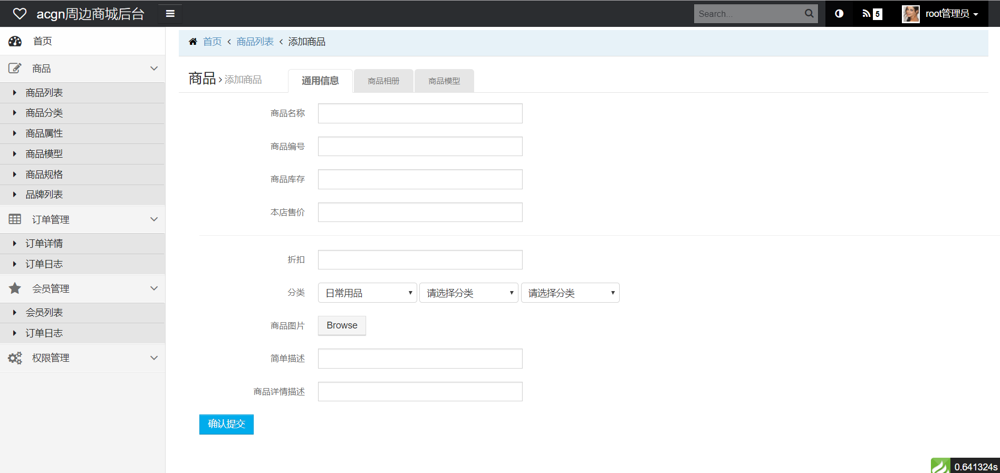 acgn周边商城后台
Search...
5
root管理员
首页
商品
商品列表
商品分类
商品属性
商品模型
商品规格
品牌列表
订单管理
订单详情
订单日志
会员管理
会员列表
订单日志
权限管理
首页 < 商品列表 < 添加商品
商品 > 添加商品
通用信息
商品相册
商品模型
商品名称
商品编号
商品库存
本店售价
折扣
分类 日常用品 请选择分类 请选择分类
商品图片 Browse
简单描述
商品详情描述
确认提交
0.641324s